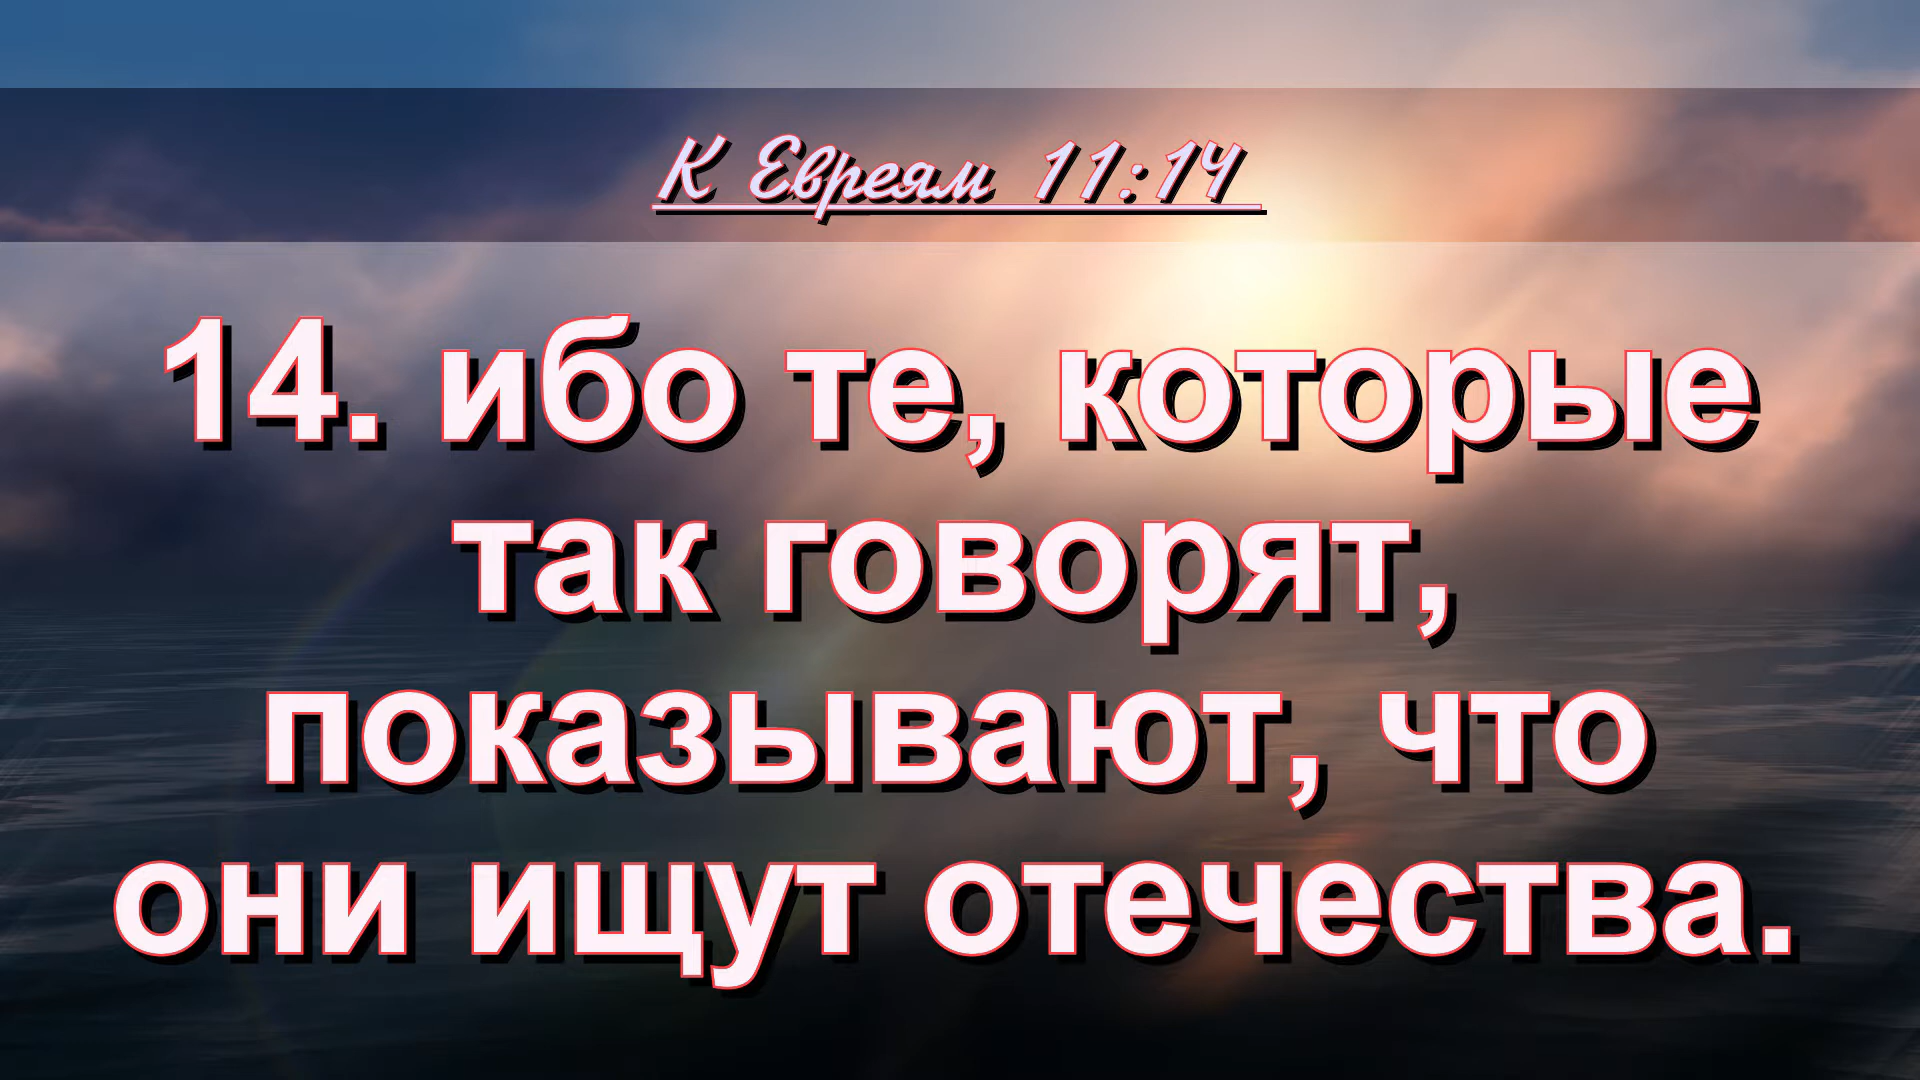 К Евреям 11:14
14. ибо те, которые
так говорят,
показывают, что
они ищут отечества.